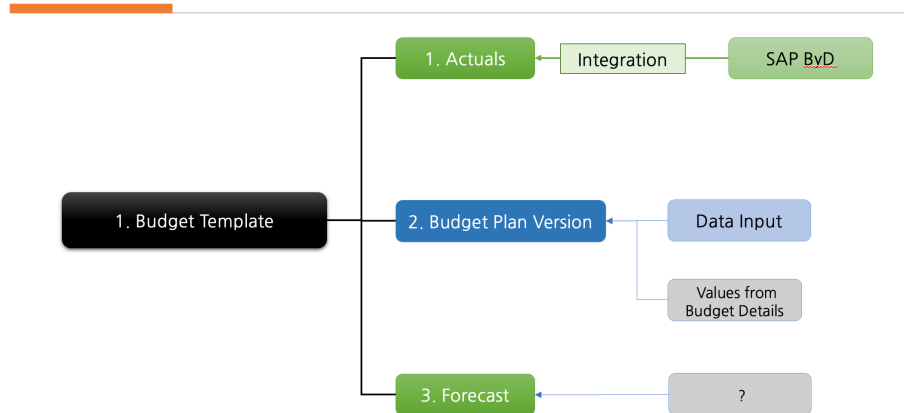 1. Actuals
Integration
SAP ByD
1. Budget Template
2. Budget Plan Version
Data Input
Values from
Budget Details
3. Forecast
?